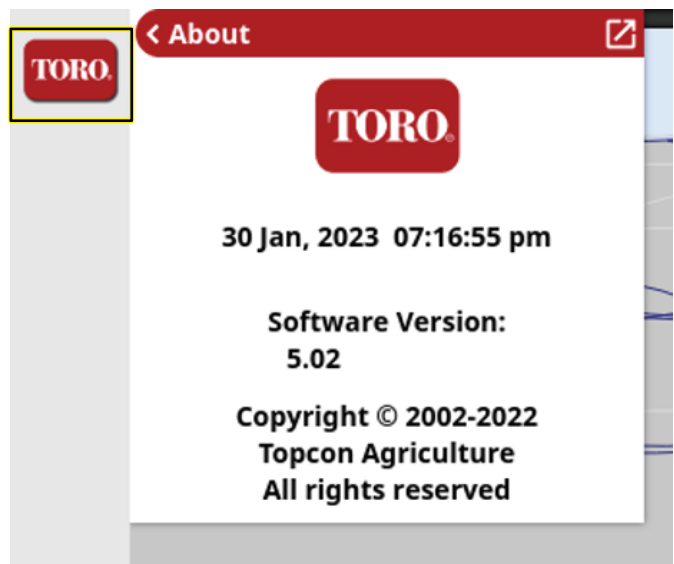 TORO®
About
TORO®
30 Jan, 2023 07:16:55 pm
Software Version:
5.02
Copyright © 2002-2022
Topcon Agriculture
All rights reserved